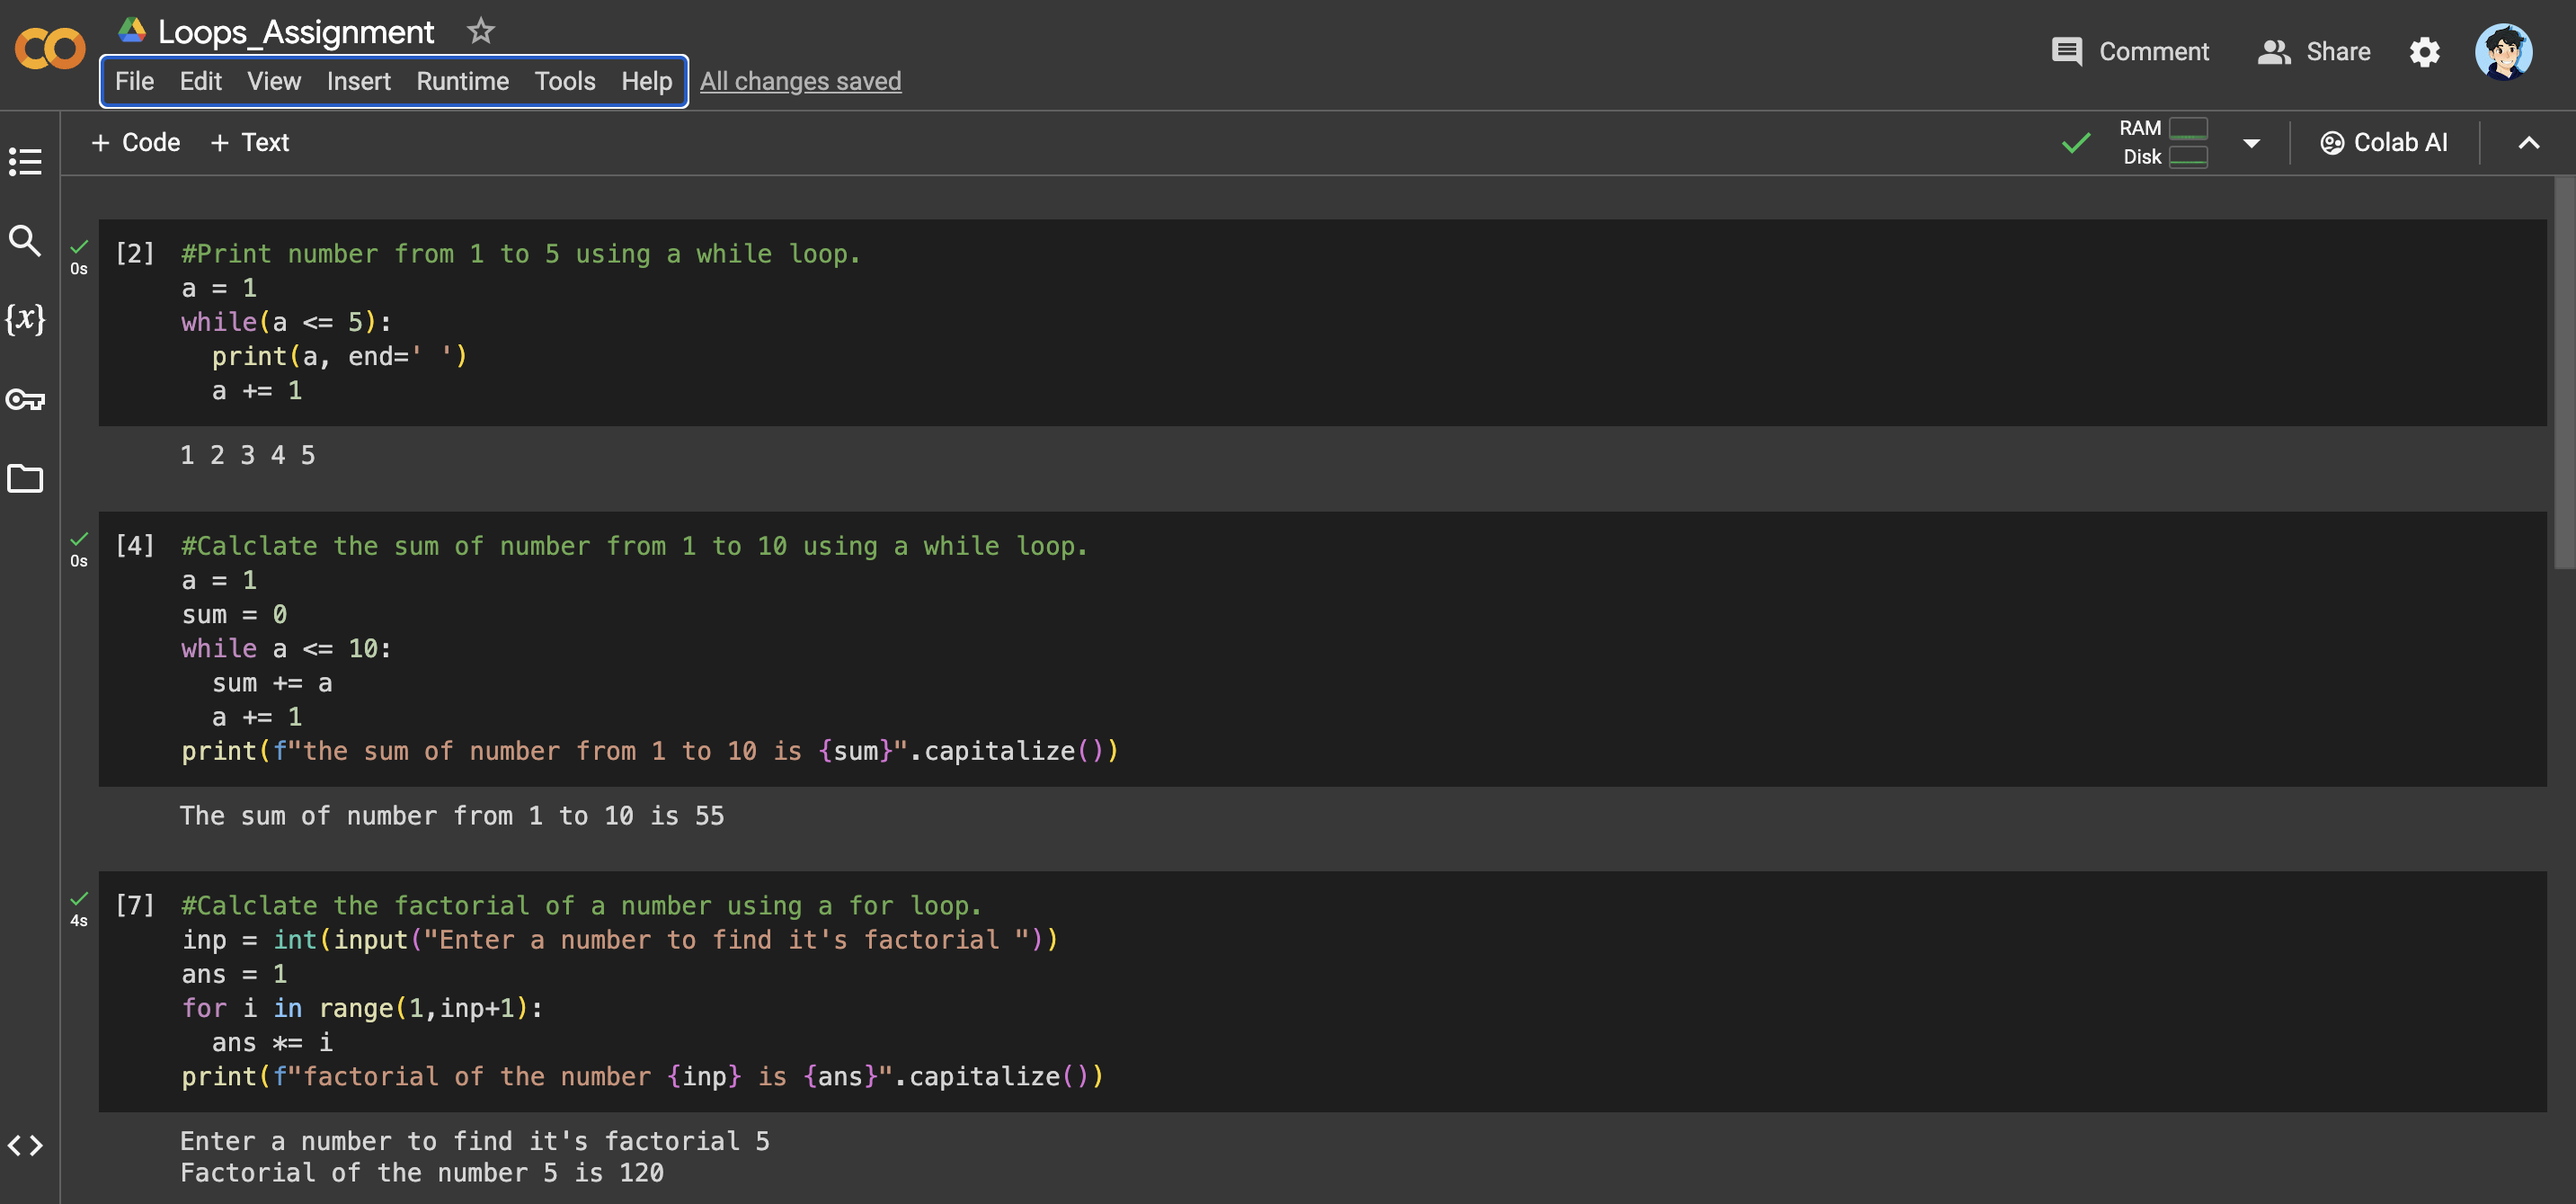 Loops_Assignment
File Edit View Insert Runtime Tools Help All changes saved
Comment Share
+ Code + Text
RAM
Disk
Colab AI
[2] #Print number from 1 to 5 using a while loop.
0s
a = 1
while(a <= 5):
  print(a, end=' ')
  a += 1
1 2 3 4 5
[4] #Calclate the sum of number from 1 to 10 using a while loop.
0s
a = 1
sum = 0
while a <= 10:
  sum += a
  a += 1
print(f"the sum of number from 1 to 10 is {sum}".capitalize())
The sum of number from 1 to 10 is 55
[7] #Calclate the factorial of a number using a for loop.
4s
inp = int(input("Enter a number to find it's factorial "))
ans = 1
for i in range(1,inp+1):
  ans *= i
print(f"factorial of the number {inp} is {ans}".capitalize())
Enter a number to find it's factorial 5
Factorial of the number 5 is 120